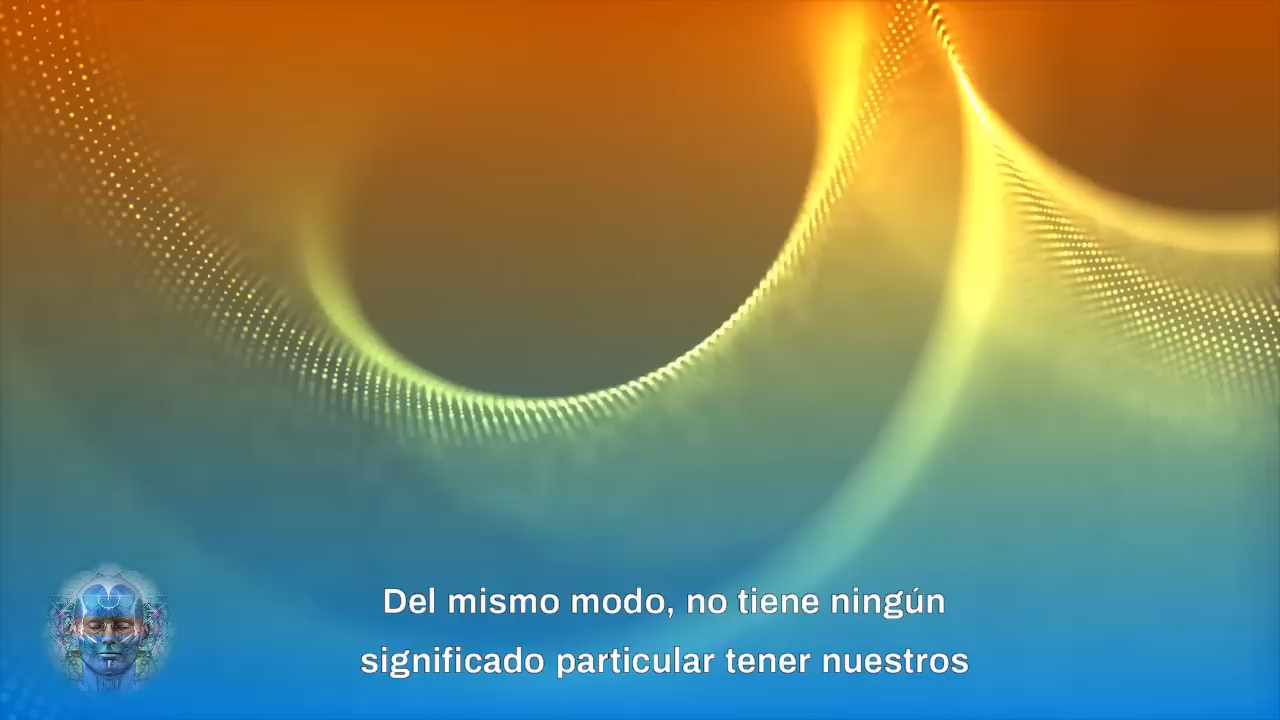 Del mismo modo, no tiene ningún
significado particular tener nuestros